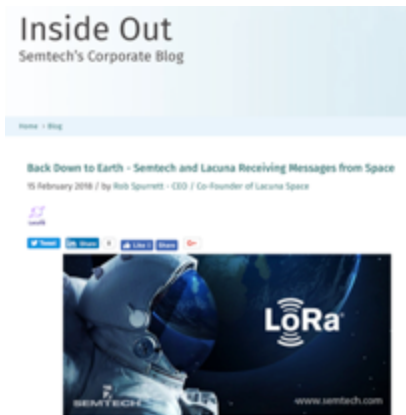 Inside Out
Semtech's Corporate Blog
Home › Blog
Back Down to Earth - Semtech and Lacuna Receiving Messages from Space
15 February 2018 / by Rob Spurrett - CEO / Co-Founder of Lacuna Space
LoRa
Tweet Share Like Share G+
LoRa
SEMTECH
www.semtech.com